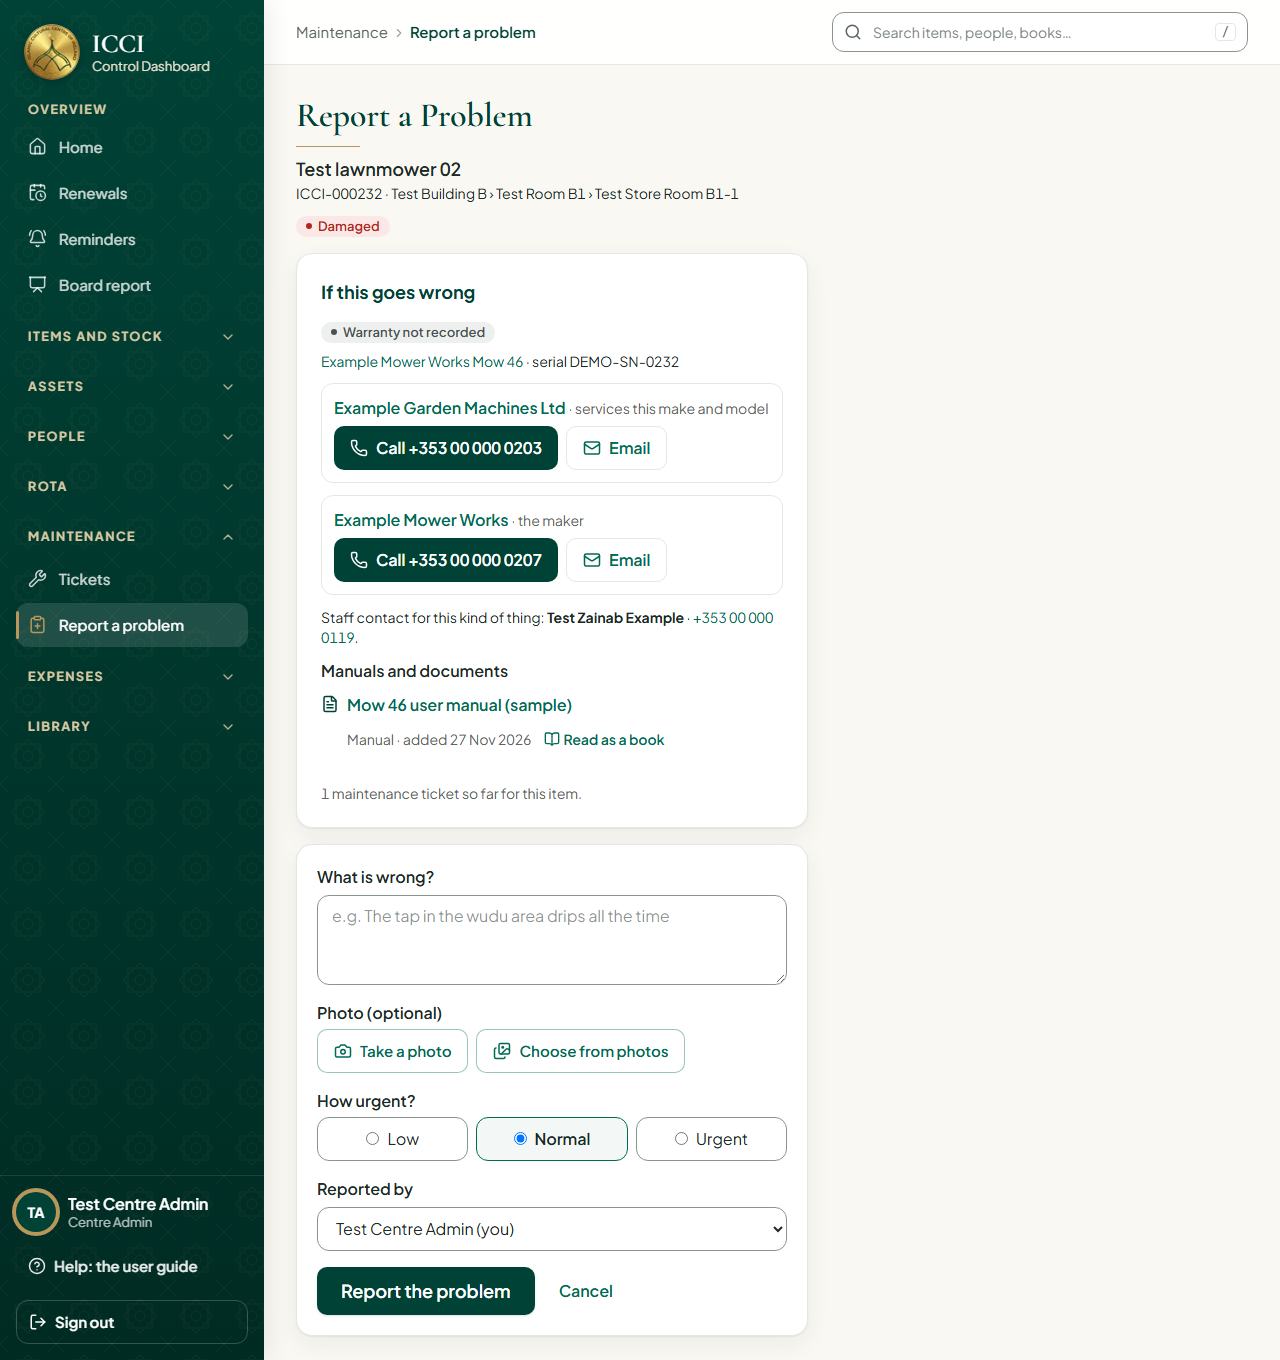 ICCI
Control Dashboard
OVERVIEW
Home
Renewals
Reminders
Board report
ITEMS AND STOCK
ASSETS
PEOPLE
ROTA
MAINTENANCE
Tickets
Report a problem
EXPENSES
LIBRARY
TA
Test Centre Admin
Centre Admin
Help: the user guide
Sign out
Maintenance › Report a problem
Search items, people, books…
/
Report a Problem
Test lawnmower 02
ICCI-000232 · Test Building B › Test Room B1 › Test Store Room B1-1
Damaged
If this goes wrong
Warranty not recorded
Example Mower Works Mow 46 · serial DEMO-SN-0232
Example Garden Machines Ltd · services this make and model
Call +353 00 000 0203
Email
Example Mower Works · the maker
Call +353 00 000 0207
Email
Staff contact for this kind of thing: Test Zainab Example · +353 00 000
0119.
Manuals and documents
Mow 46 user manual (sample)
Manual · added 27 Nov 2026
Read as a book
1 maintenance ticket so far for this item.
What is wrong?
e.g. The tap in the wudu area drips all the time
Photo (optional)
Take a photo
Choose from photos
How urgent?
Low
Normal
Urgent
Reported by
Test Centre Admin (you)
Report the problem
Cancel